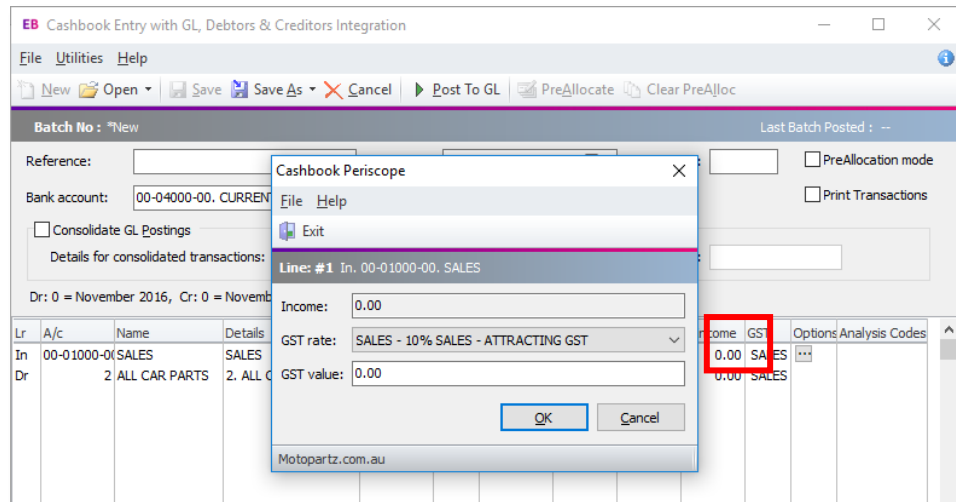 EB Cashbook Entry with GL, Debtors & Creditors Integration
File Utilities Help
New Open Save Save As Cancel Post To GL PreAllocate Clear PreAlloc
Batch No : *New Last Batch Posted : --
Reference: PreAllocation mode
Bank account: 00-04000-00. CURREN Print Transactions
Consolidate GL Postings
Details for consolidated transactions:
Dr: 0 = November 2016, Cr: 0 = Novemb
Cashbook Periscope
File Help
Exit
Line: #1 In. 00-01000-00. SALES
Income: 0.00
GST rate: SALES - 10% SALES - ATTRACTING GST
GST value: 0.00
OK Cancel
Motopartz.com.au
Lr A/c Name Details GST Options Analysis Codes
In 00-01000-0 SALES SALES 0.00 SALES ...
Dr 2 ALL CAR PARTS 2. ALL C 0.00 SALES